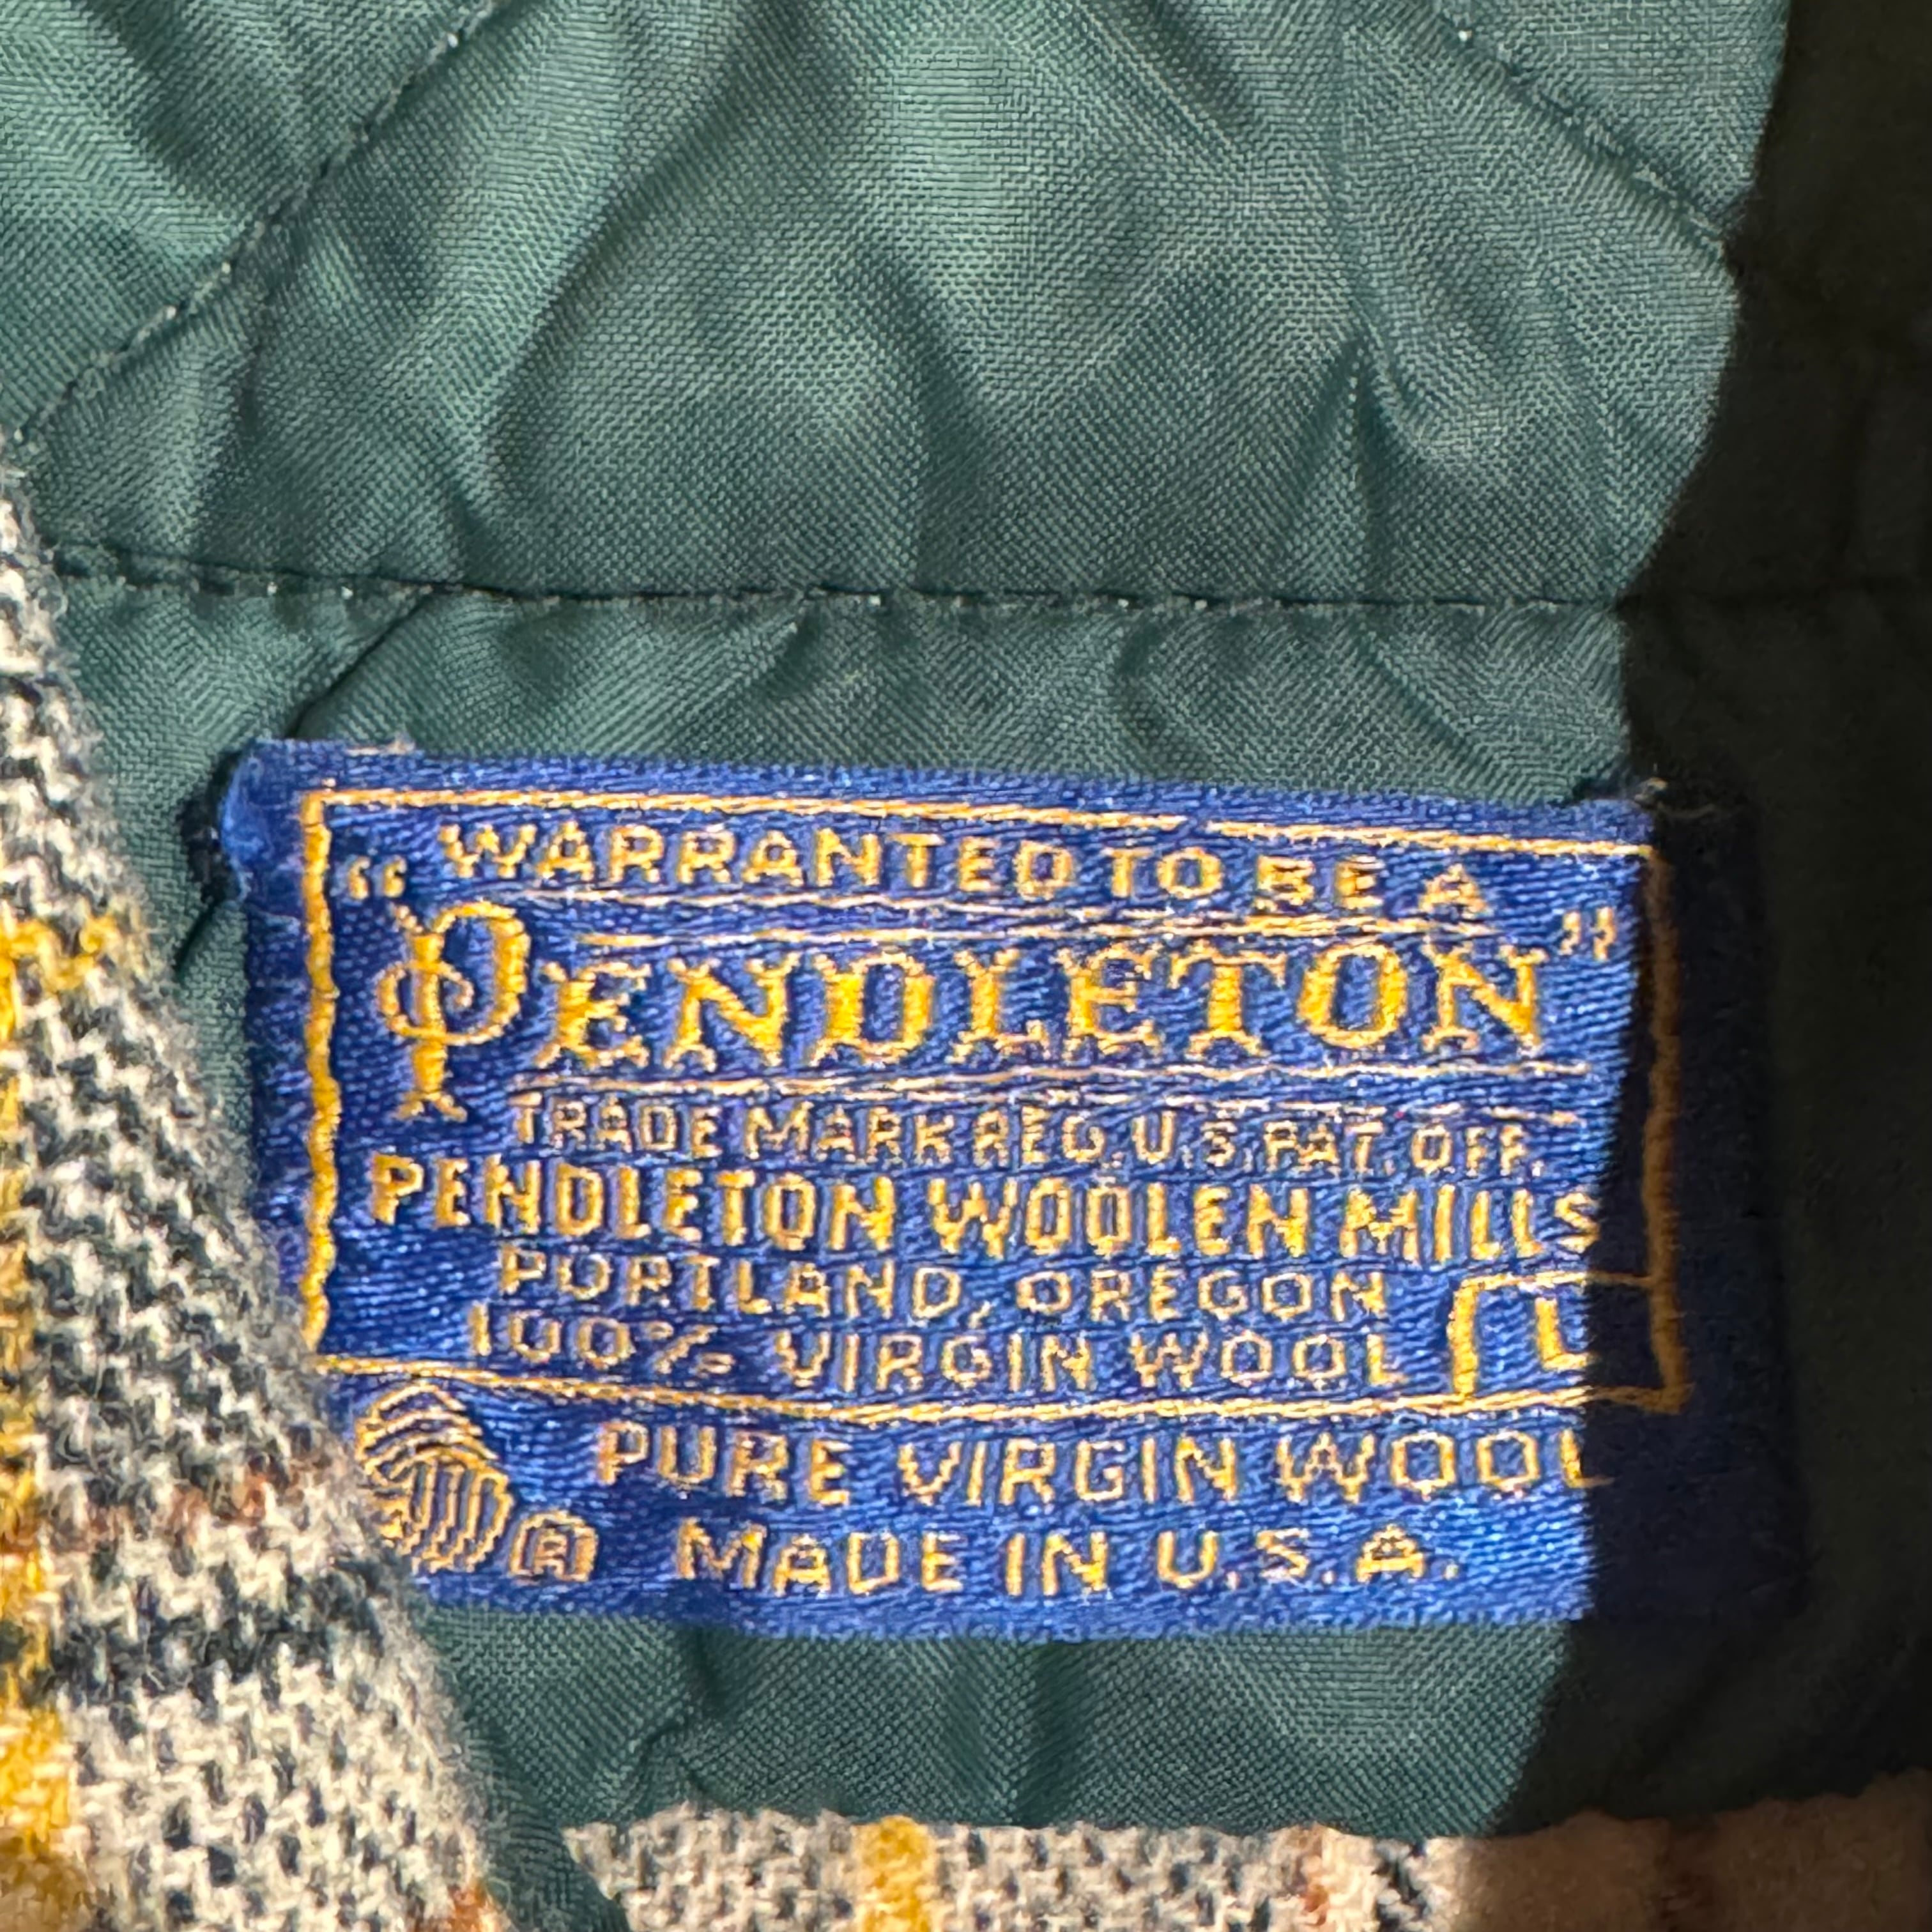 WARRANTED TO BE A
“PENDLETON”
TRADE MARK REG. U.S. PAT. OFF.
PENDLETON WOOLEN MILLS
PORTLAND, OREGON
100% VIRGIN WOOL
L
PURE VIRGIN WOOL
® MADE IN U.S.A.